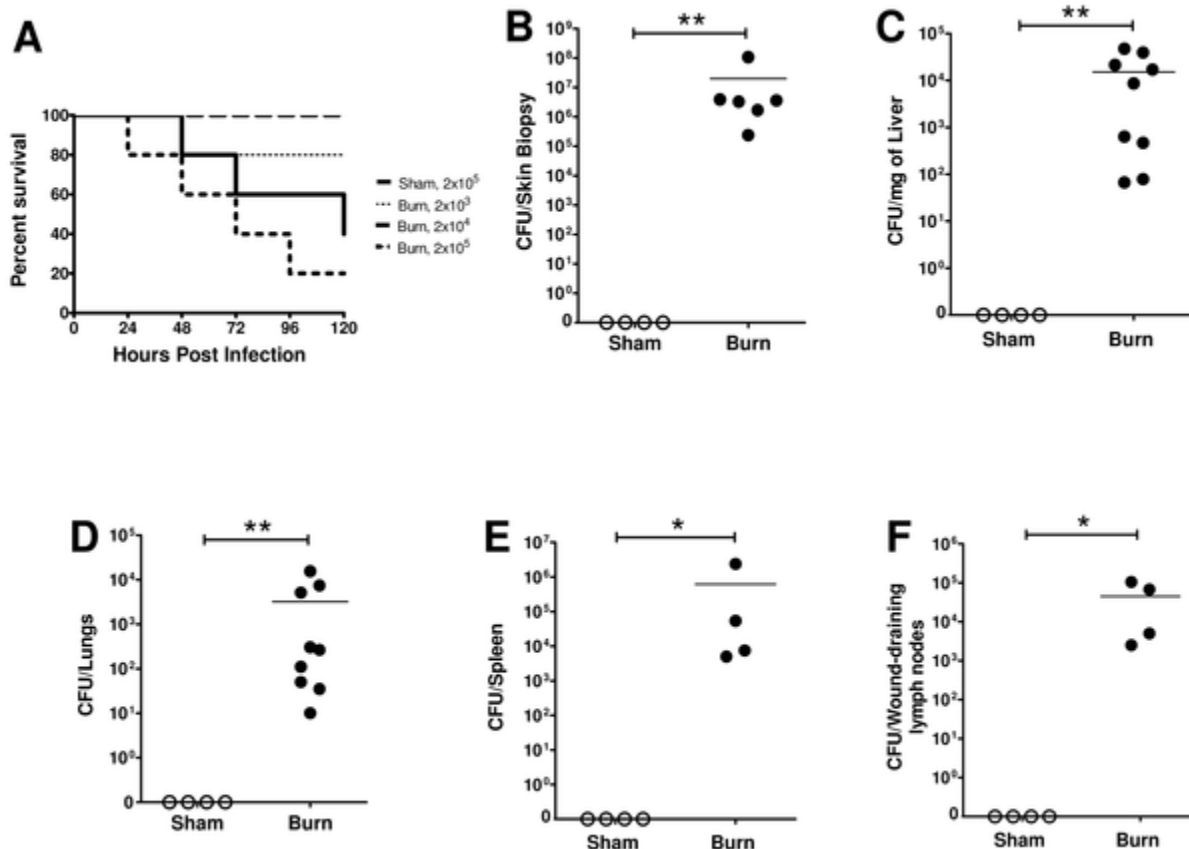 A
Percent survival
100
80
60
40
20
0
0 24 48 72 96 120
Hours Post Infection
Sham, 2x10⁵
Burn, 2x10³
Burn, 2x10⁴
Burn, 2x10⁵
B
**
CFU/Skin Biopsy
10⁹
10⁸
10⁷
10⁶
10⁵
10⁴
10³
10²
10¹
10⁰
0
Sham Burn
C
**
CFU/mg of Liver
10⁵
10⁴
10³
10²
10¹
10⁰
0
Sham Burn
D
**
CFU/Lungs
10⁵
10⁴
10³
10²
10¹
10⁰
0
Sham Burn
E
*
CFU/Spleen
10⁷
10⁶
10⁵
10⁴
10³
10²
10¹
10⁰
0
Sham Burn
F
*
CFU/Wound-draining
lymph nodes
10⁶
10⁵
10⁴
10³
10²
10¹
10⁰
0
Sham Burn